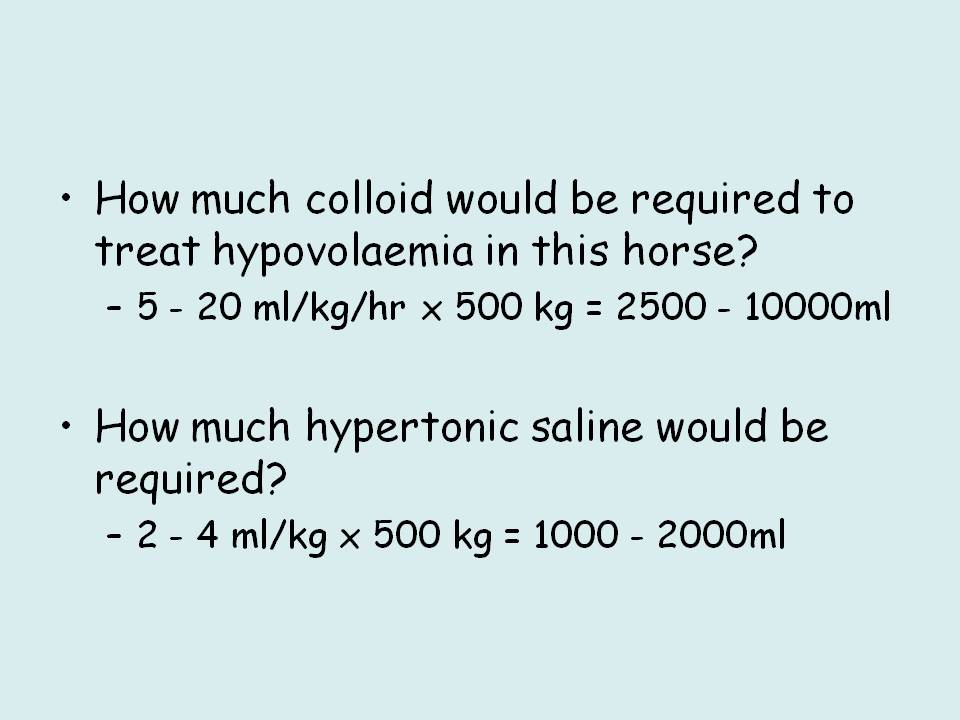 • How much colloid would be required to
treat hypovolaemia in this horse?
– 5 - 20 ml/kg/hr x 500 kg = 2500 - 10000ml
• How much hypertonic saline would be
required?
– 2 - 4 ml/kg x 500 kg = 1000 - 2000ml